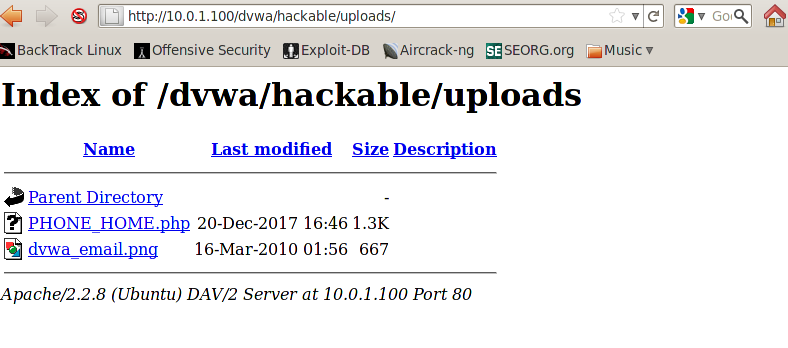 http://10.0.1.100/dvwa/hackable/uploads/
BackTrack Linux Offensive Security Exploit-DB Aircrack-ng SE SEORG.org Music
Index of /dvwa/hackable/uploads
Name Last modified Size Description
Parent Directory -
PHONE_HOME.php 20-Dec-2017 16:46 1.3K
dvwa_email.png 16-Mar-2010 01:56 667
Apache/2.2.8 (Ubuntu) DAV/2 Server at 10.0.1.100 Port 80